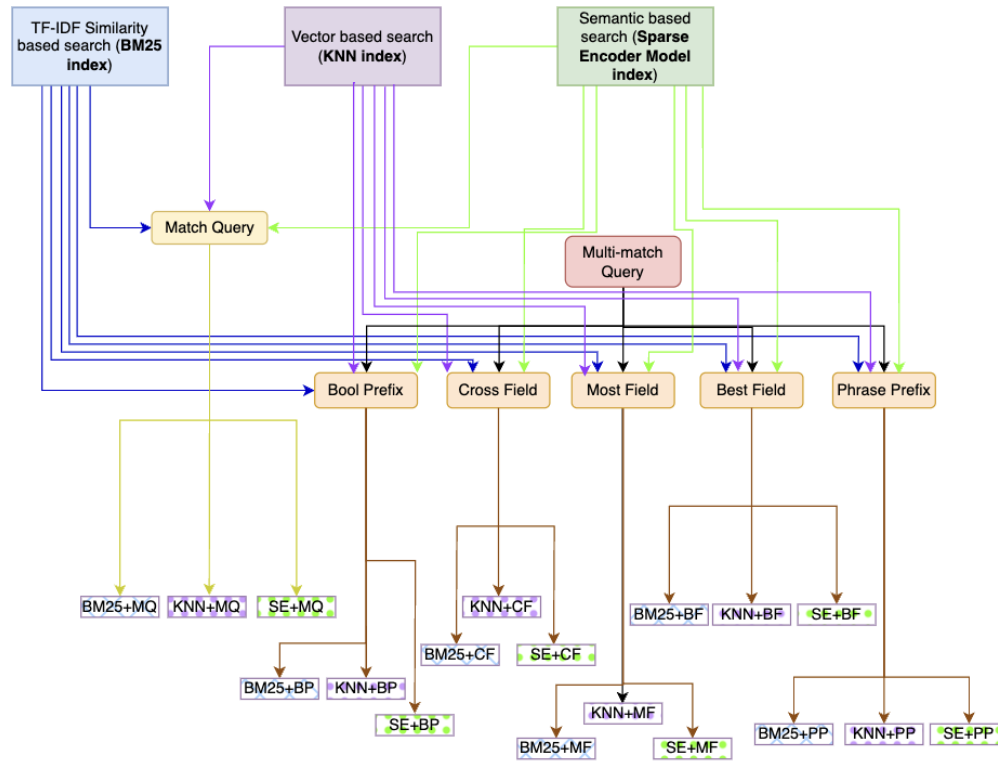 TF-IDF Similarity
based search (BM25
index)
Vector based search
(KNN index)
Semantic based
search (Sparse
Encoder Model
index)
Match Query
Multi-match
Query
Bool Prefix
Cross Field
Most Field
Best Field
Phrase Prefix
BM25+MQ
KNN+MQ
SE+MQ
KNN+CF
BM25+BF
KNN+BF
SE+BF
BM25+CF
SE+CF
BM25+BP
KNN+BP
SE+BP
KNN+MF
BM25+MF
SE+MF
BM25+PP
KNN+PP
SE+PP